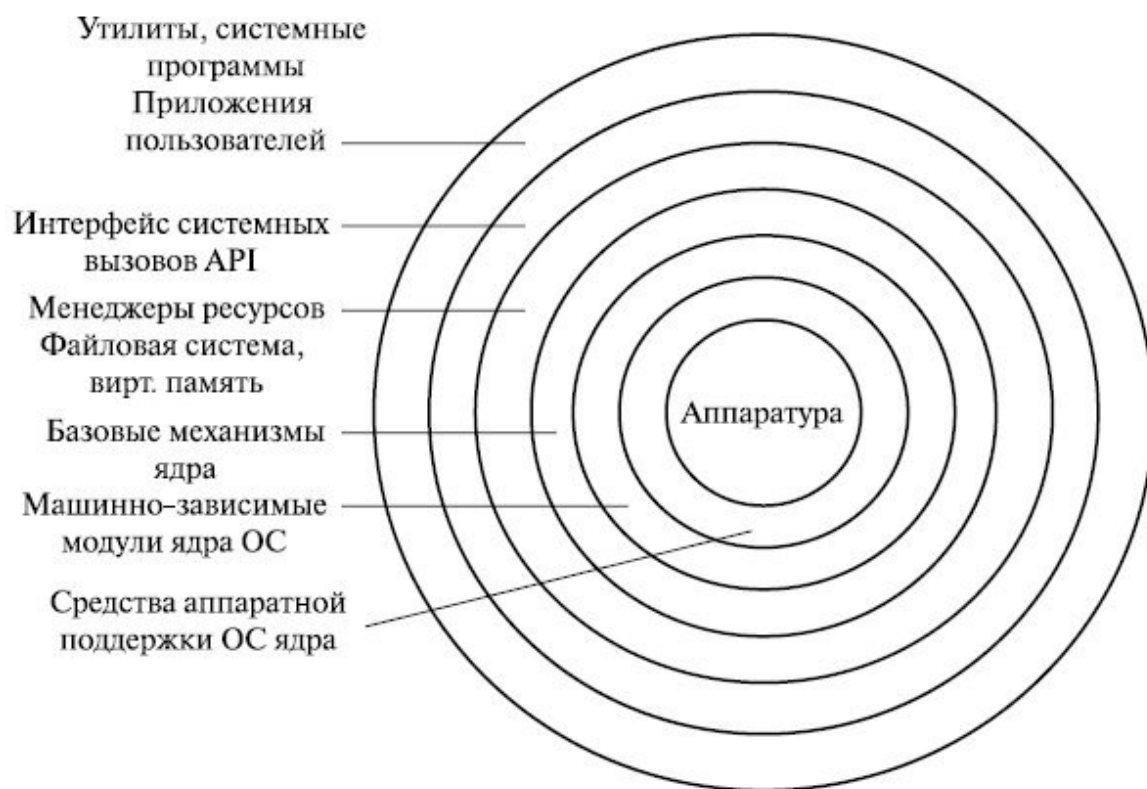 Утилиты, системные
программы
Приложения
пользователей
Интерфейс системных
вызовов API
Менеджеры ресурсов
Файловая система,
вирт. память
Базовые механизмы
ядра
Машинно-зависимые
модули ядра ОС
Средства аппаратной
поддержки ОС ядра
Аппаратура